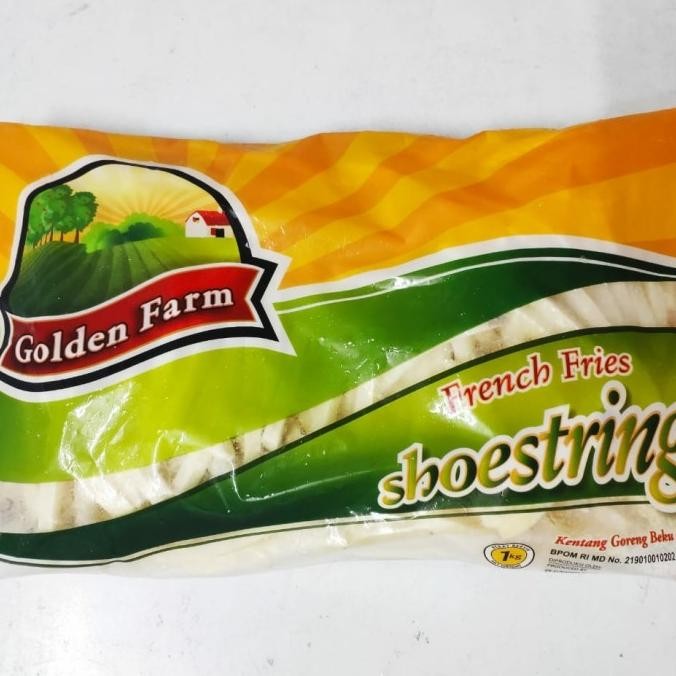 Golden Farm
French Fries
shoestring
Kentang Goreng Beku
BPOM RI MD No. 219010010202
1kg